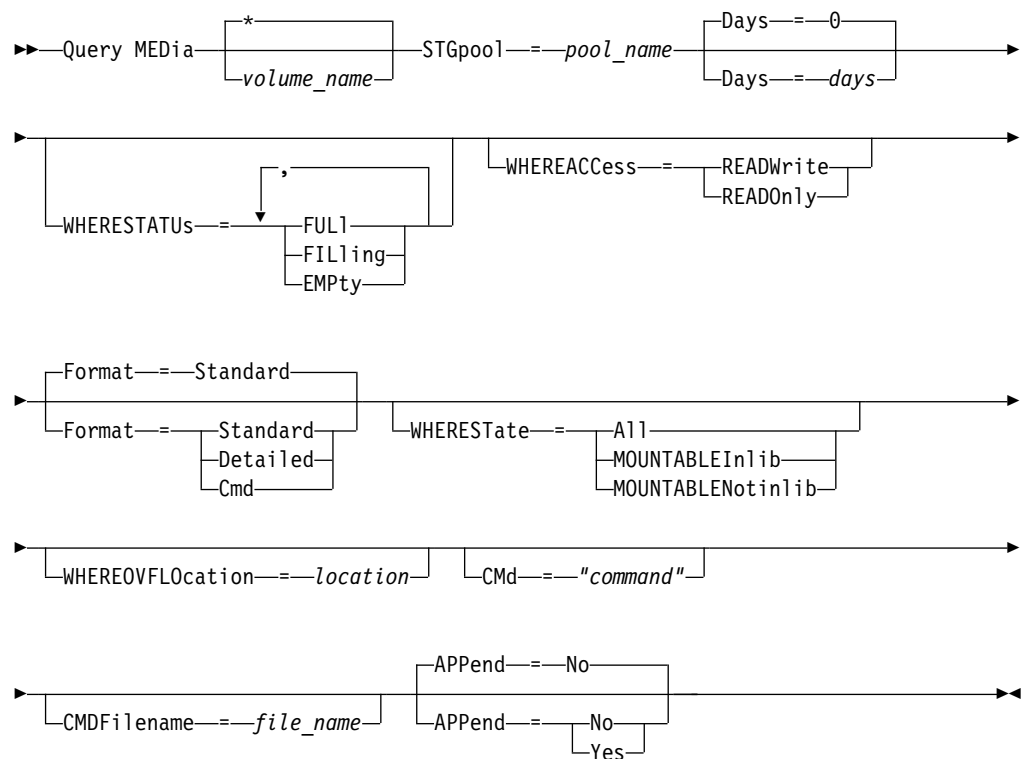 *
Query MEDia volume_name STGpool = pool_name Days = 0
Days = days
,
WHERESTATUs = FULl
FILling
EMPty
WHEREACCess = READWrite
READOnly
Format = Standard
Format = Standard
Detailed
Cmd
WHERESTate = All
MOUNTABLEInlib
MOUNTABLENotinlib
WHEREOVFLOcation = location CMd = "command"
APPend = No
CMDFilename = file_name APPend = No
Yes